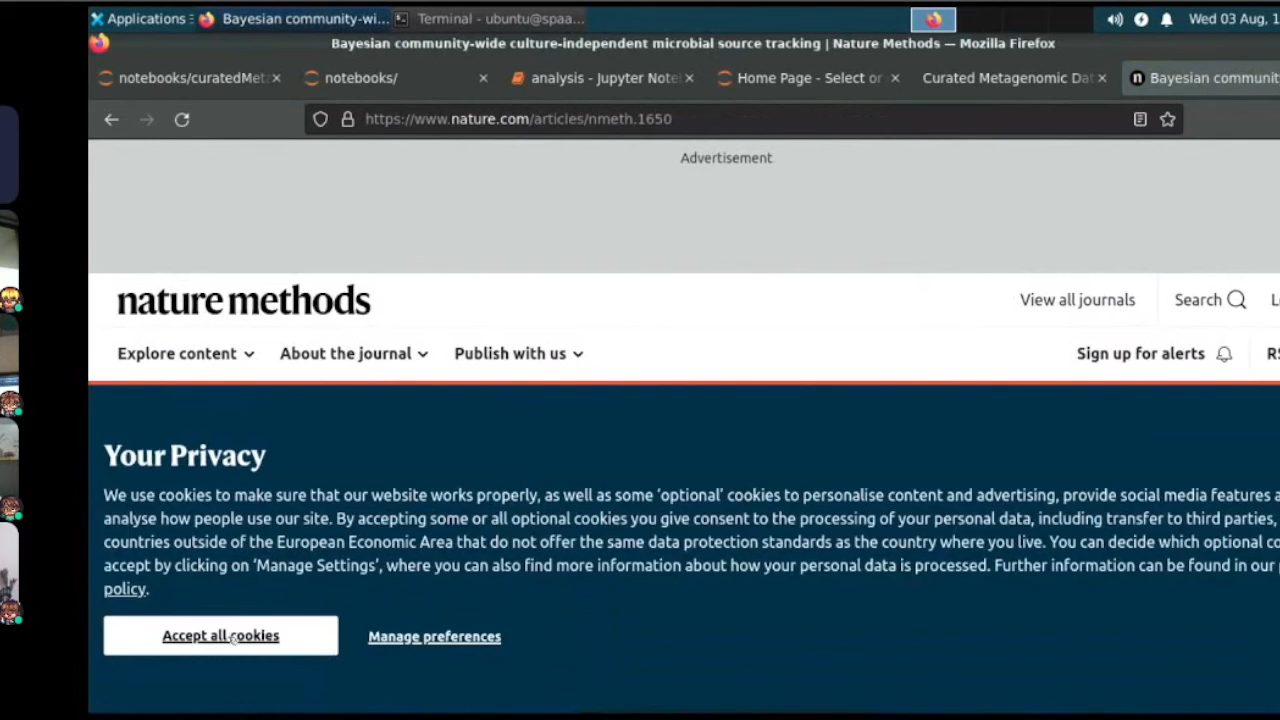 Applications : Bayesian community-wi... Terminal - ubuntu@spaa... Wed 03 Aug, 1
Bayesian community-wide culture-independent microbial source tracking | Nature Methods — Mozilla Firefox
notebooks/curatedMeta notebooks/ analysis - Jupyter Note Home Page - Select or Curated Metagenomic Dat n Bayesian communit
https://www.nature.com/articles/nmeth.1650
Advertisement
nature methods
View all journals Search
Explore content About the journal Publish with us Sign up for alerts RS
Your Privacy
We use cookies to make sure that our website works properly, as well as some ‘optional’ cookies to personalise content and advertising, provide social media features a
analyse how people use our site. By accepting some or all optional cookies you give consent to the processing of your personal data, including transfer to third parties,
countries outside of the European Economic Area that do not offer the same data protection standards as the country where you live. You can decide which optional co
accept by clicking on ‘Manage Settings’, where you can also find more information about how your personal data is processed. Further information can be found in our
policy.
Accept all cookies Manage preferences